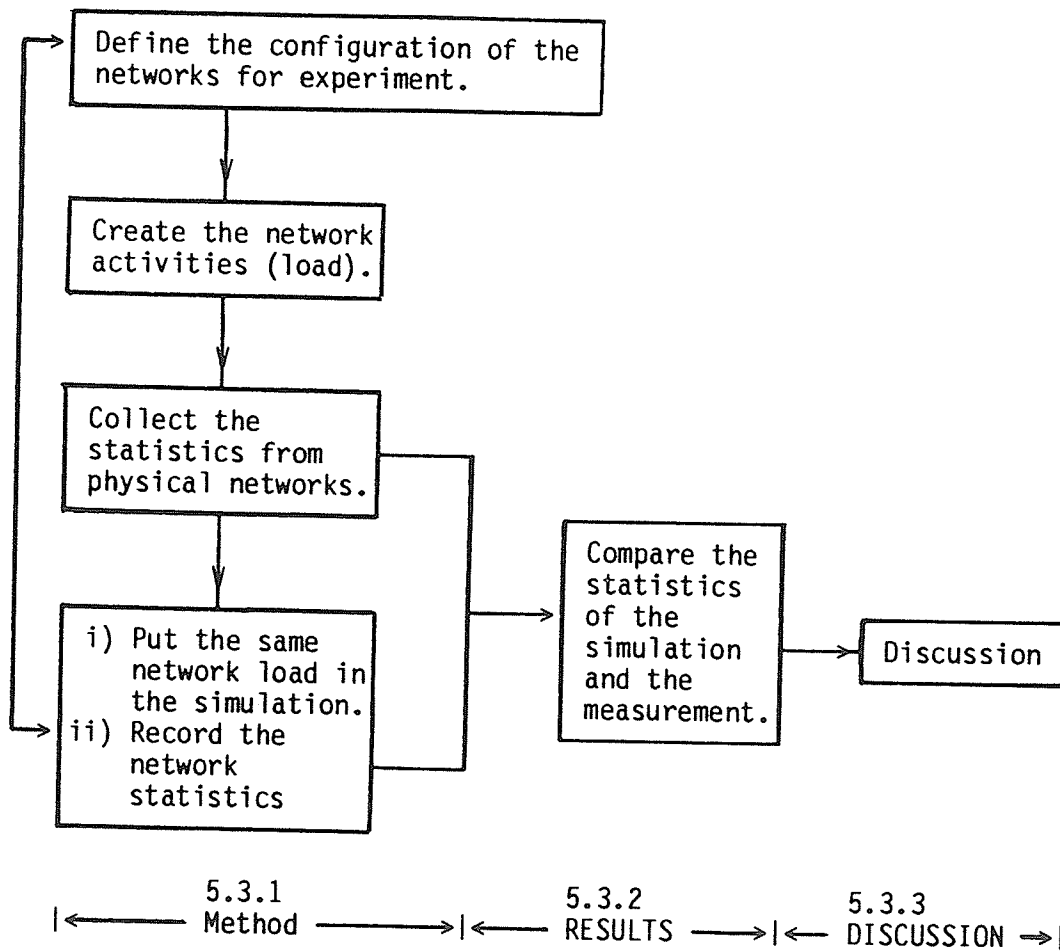 Define the configuration of the
networks for experiment.
Create the network
activities (load).
Collect the
statistics from
physical networks.
i) Put the same
network load in
the simulation.
ii) Record the
network
statistics
Compare the
statistics
of the
simulation
and the
measurement.
Discussion
5.3.1
Method
5.3.2
RESULTS
5.3.3
DISCUSSION